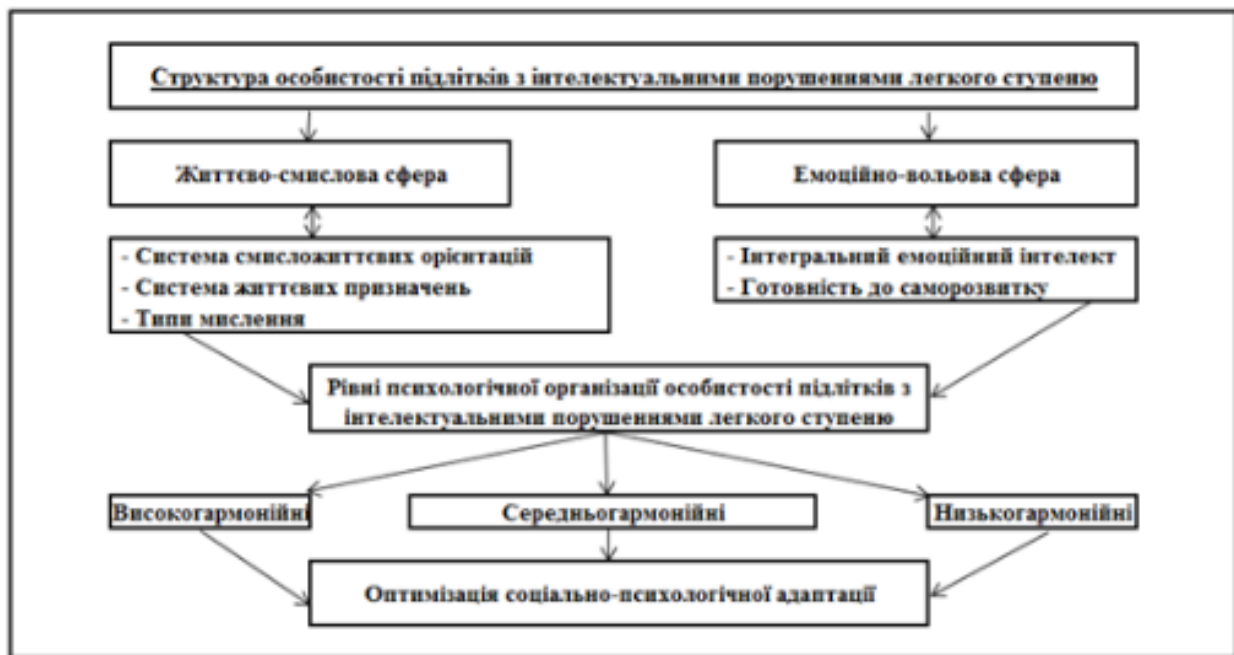 Структура особистості підлітків з інтелектуальними порушеннями легкого ступеню
Життєво-смислова сфера
Емоційно-вольова сфера
- Система смисложиттєвих орієнтацій
- Система життєвих призначень
- Типи мислення
- Інтегральний емоційний інтелект
- Готовність до саморозвитку
Рівні психологічної організації особистості підлітків з
інтелектуальними порушеннями легкого ступеню
Високогармонійні
Середньогармонійні
Низькогармонійні
Оптимізація соціально-психологічної адаптації